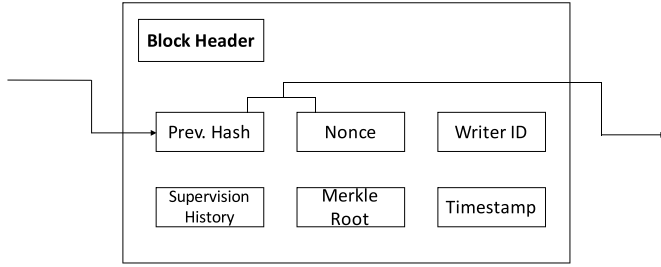 Block Header
Prev. Hash
Nonce
Writer ID
Supervision
History
Merkle
Root
Timestamp